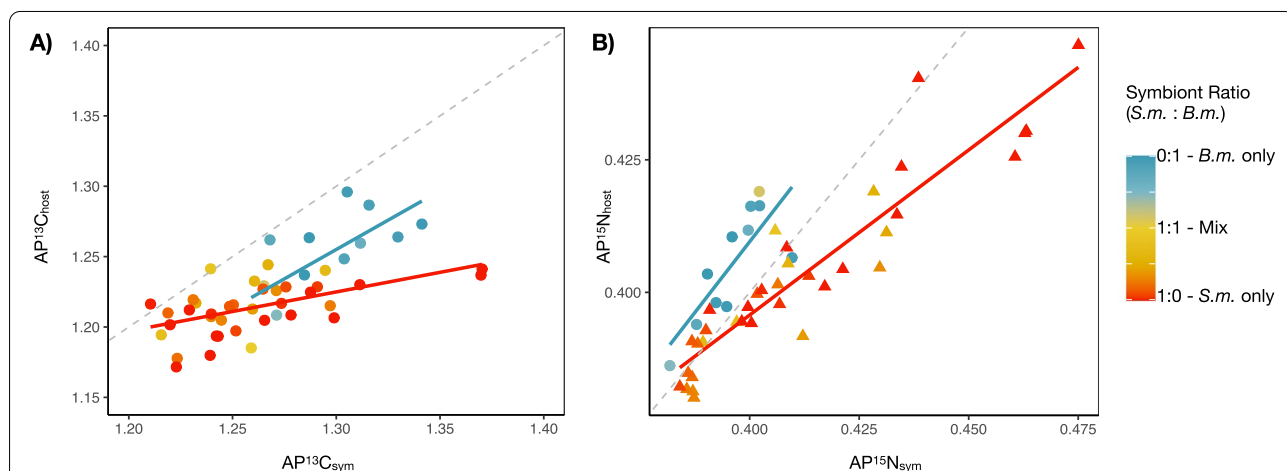 A)
AP¹³Chost
1.40
1.35
1.30
1.25
1.20
1.15
1.20
1.25
1.30
1.35
1.40
AP¹³Csym
B)
AP¹⁵Nhost
0.425
0.400
0.400
0.425
0.450
0.475
AP¹⁵Nsym
Symbiont Ratio
(S.m. : B.m.)
0:1 - B.m. only
1:1 - Mix
1:0 - S.m. only